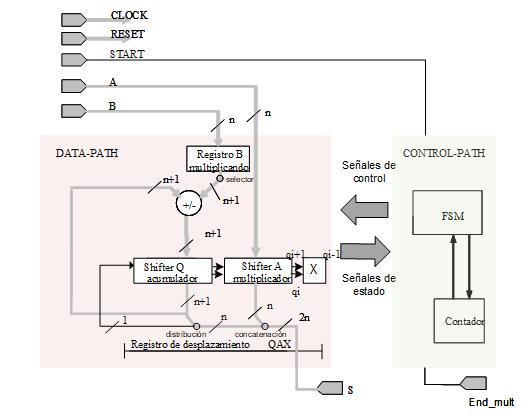 CLOCK
RESET
START
A
B
n
n
DATA-PATH
Registro B
multiplicando
selector
n+1
n+1
+/-
n+1
Shifter Q
acumulador
Shifter A
multiplicador
qi+1
qi-1
X
qi
n+1
n
1
n
2n
distribución
concatenación
Registro de desplazamiento QAX
S
Señales de
control
Señales de
estado
CONTROL-PATH
FSM
Contador
End_mult